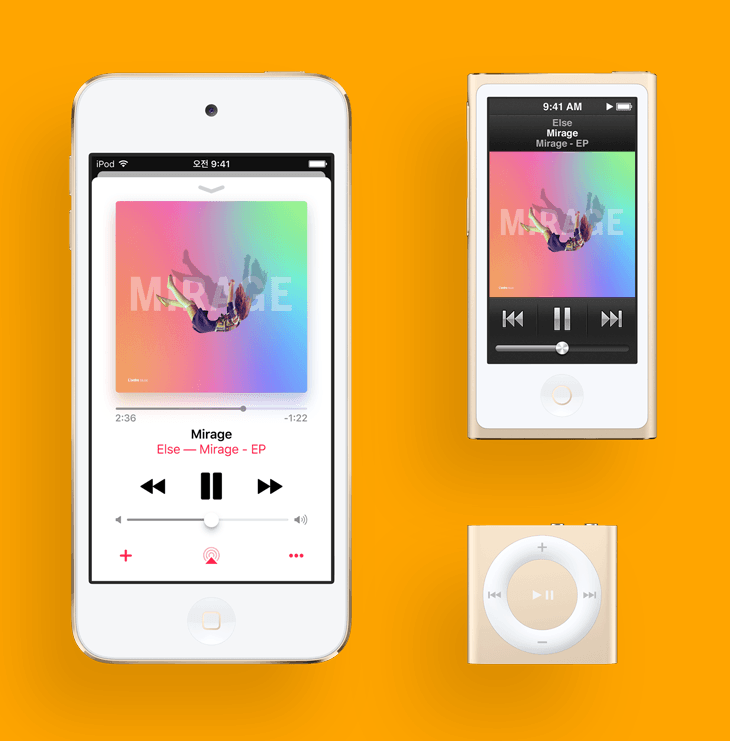 iPod 오전 9:41
MIRAGE
2:36 -1:22
Mirage
Else — Mirage - EP
9:41 AM
Else
Mirage
Mirage - EP
MIRAGE